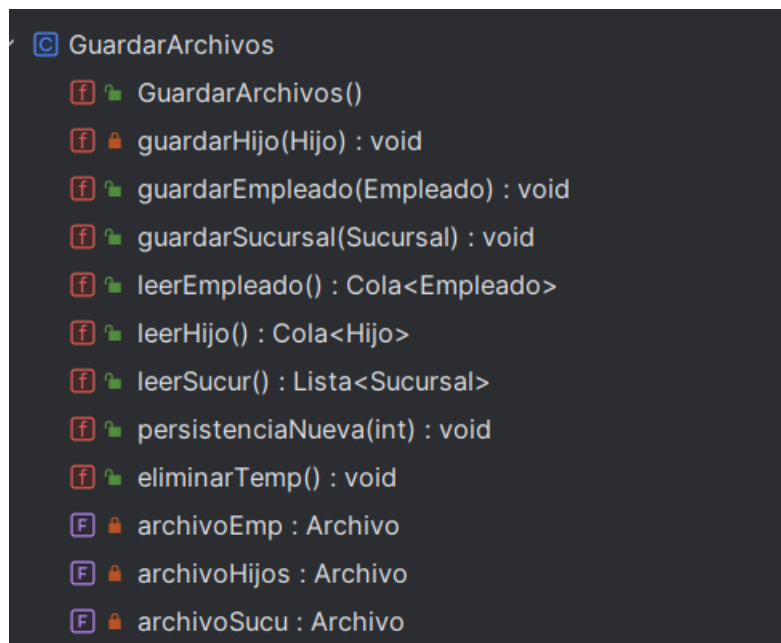 GuardarArchivos
GuardarArchivos()
guardarHijo(Hijo) : void
guardarEmpleado(Empleado) : void
guardarSucursal(Sucursal) : void
leerEmpleado() : Cola<Empleado>
leerHijo() : Cola<Hijo>
leerSucur() : Lista<Sucursal>
persistenciaNueva(int) : void
eliminarTemp() : void
archivoEmp : Archivo
archivoHijos : Archivo
archivoSucu : Archivo